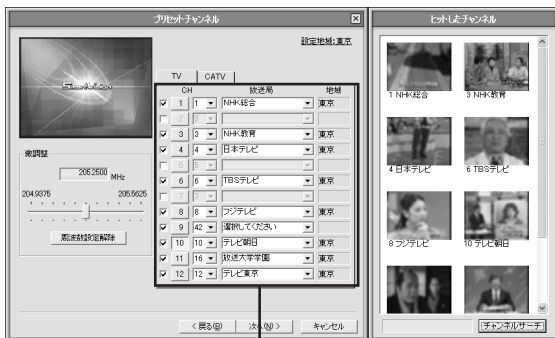 プリセットチャンネル
設定地域:東京
SmartVision
TV CATV
CH 放送局 地域
1 1 NHK総合 東京
2 2
3 3 NHK教育 東京
4 4 日本テレビ 東京
5 5
6 6 TBSテレビ 東京
7 7
8 8 フジテレビ 東京
9 42 選択してください 東京
10 10 テレビ朝日 東京
11 16 放送大学学園 東京
12 12 テレビ東京 東京
微調整
205.2500 MHz
204.9375 205.5625
周波数設定解除
<戻る(B) 次へ(N)> キャンセル
ヒットしたチャンネル
1 NHK総合 3 NHK教育
4 日本テレビ 6 TBSテレビ
8 フジテレビ 10 テレビ朝日
チャンネルサーチ